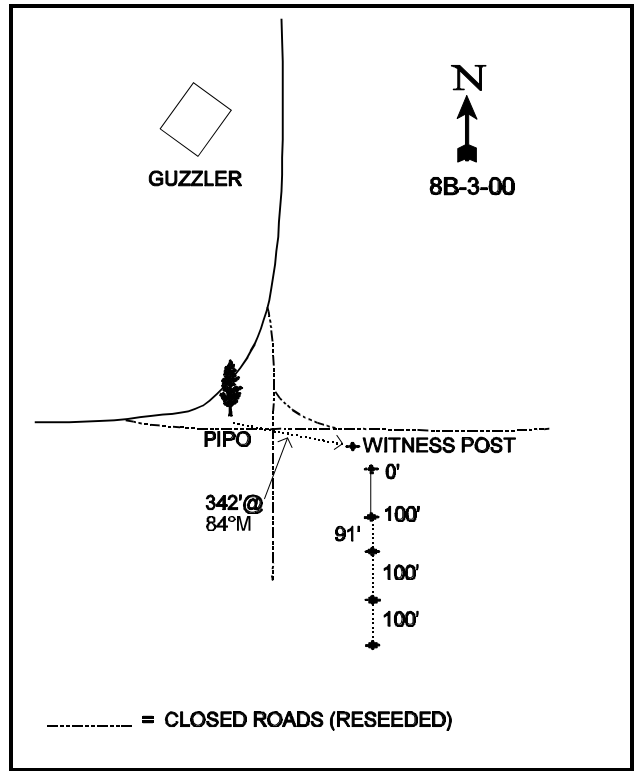 N
GUZZLER
8B-3-00
PIPO
WITNESS POST
0'
342'@
84°M
100'
91'
100'
100'
= CLOSED ROADS (RESEEDED)